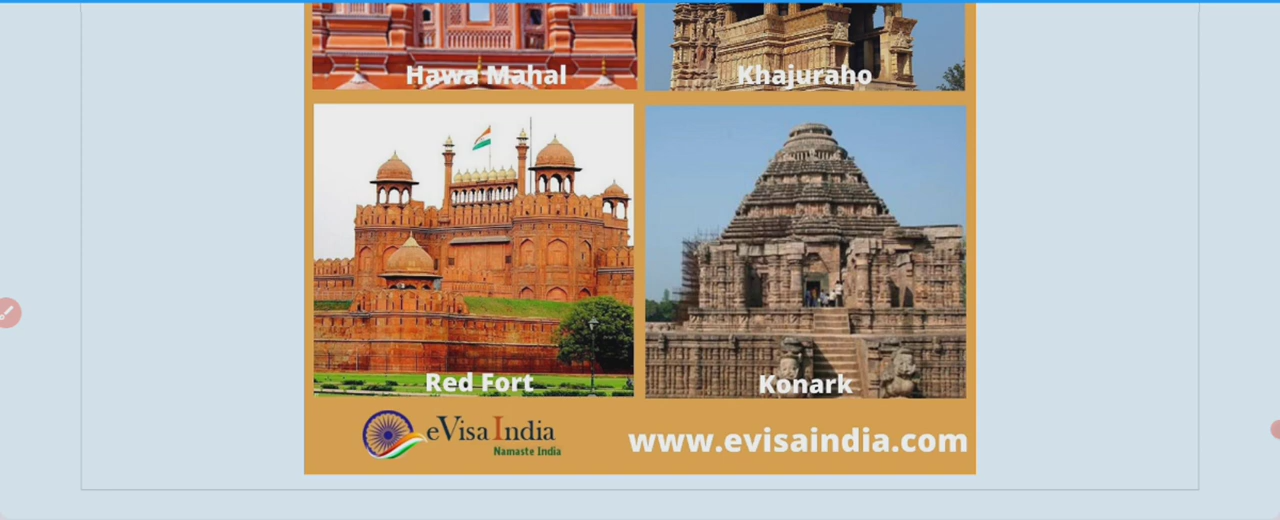 Hawa Mahal
Khajuraho
Red Fort
Konark
eVisa India
Namaste India
www.evisaindia.com